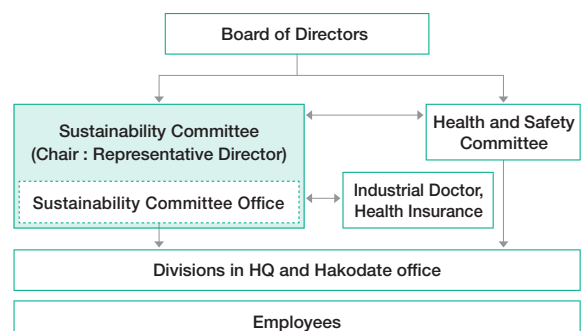 Board of Directors
Sustainability Committee
(Chair : Representative Director)
Health and Safety
Committee
Sustainability Committee Office
Industrial Doctor,
Health Insurance
Divisions in HQ and Hakodate office
Employees